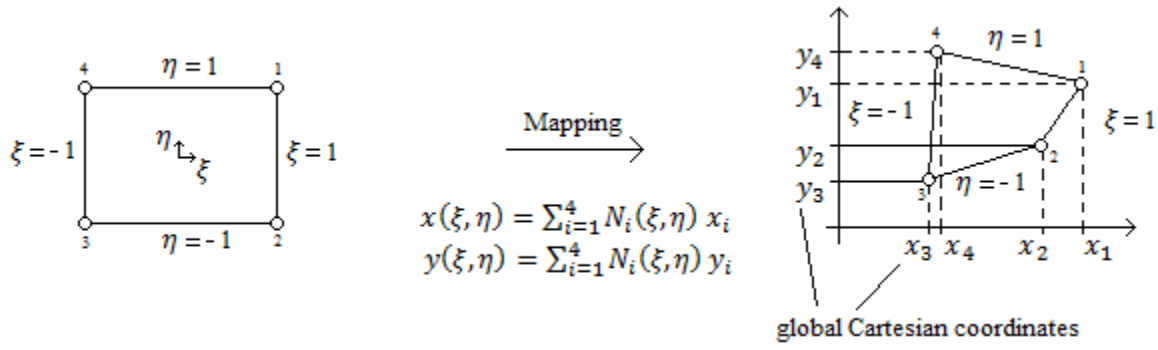 4 η = 1 1
ξ = -1 η ξ ξ = 1
3 η = -1 2
Mapping
x(ξ,η) = ∑⁴ᵢ₌₁ Nᵢ(ξ,η) xᵢ
y(ξ,η) = ∑⁴ᵢ₌₁ Nᵢ(ξ,η) yᵢ
4 η = 1
y₄
1
y₁
ξ = -1 ξ = 1
y₂
2
y₃
3 η = -1
x₃ x₄ x₂ x₁
global Cartesian coordinates